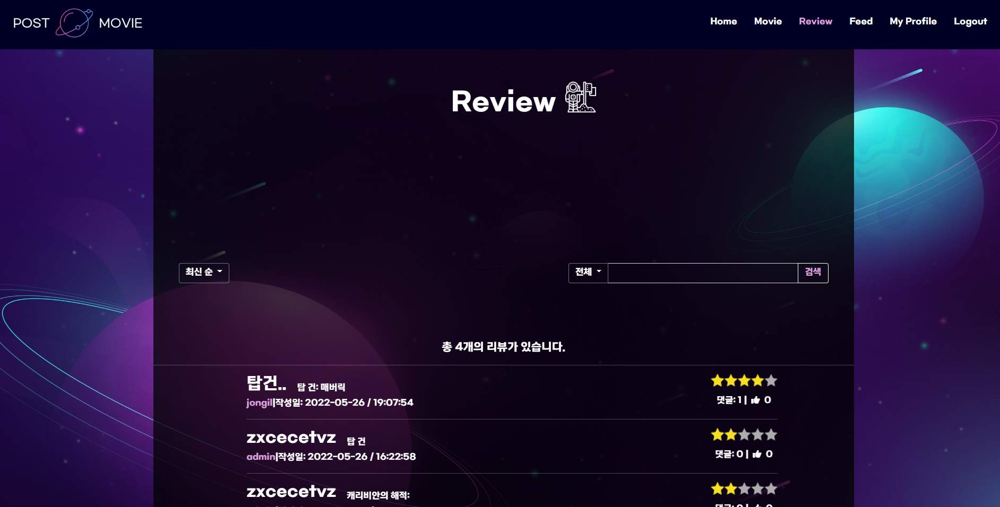 POST MOVIE
Home Movie Review Feed My Profile Logout
Review
최신 순
전체
검색
총 4개의 리뷰가 있습니다.
탑건.. 탑 건: 매버릭
jongil|작성일: 2022-05-26 / 19:07:54
댓글: 1 | 0
zxcecetvz 탑 건
admin|작성일: 2022-05-26 / 16:22:58
댓글: 0 | 0
zxcecetvz 캐리비안의 해적: